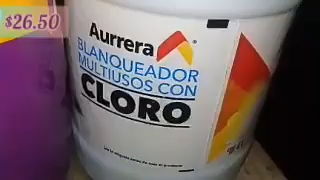 $26.50
Aurrera
BLANQUEADOR
MULTIUSOS CON
CLORO